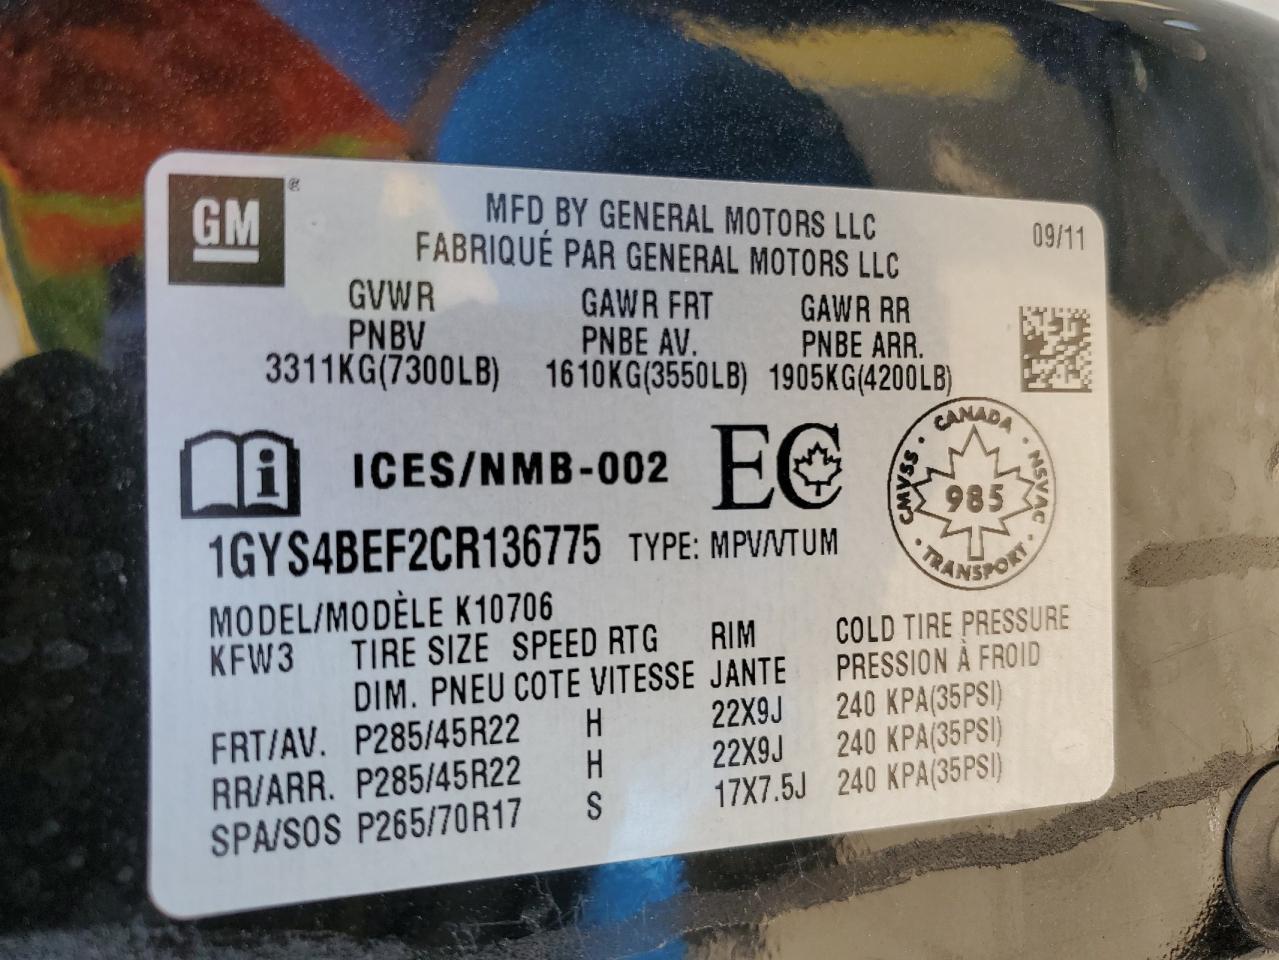 GM®
MFD BY GENERAL MOTORS LLC
FABRIQUÉ PAR GENERAL MOTORS LLC
09/11
GVWR GAWR FRT GAWR RR
PNBV PNBE AV. PNBE ARR.
3311KG(7300LB) 1610KG(3550LB) 1905KG(4200LB)
i ICES/NMB-002 EC
CANADA
CMVSS 985 NSVAC
TRANSPORT
1GYS4BEF2CR136775 TYPE: MPV/VTUM
MODEL/MODÈLE K10706
KFW3 TIRE SIZE SPEED RTG RIM COLD TIRE PRESSURE
DIM. PNEU COTE VITESSE JANTE PRESSION À FROID
FRT/AV. P285/45R22 H 22X9J 240 KPA(35PSI)
RR/ARR. P285/45R22 H 22X9J 240 KPA(35PSI)
SPA/SOS P265/70R17 S 17X7.5J 240 KPA(35PSI)